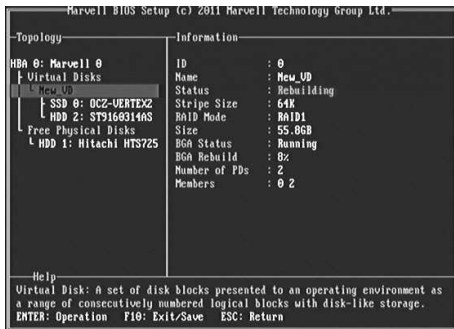 Marvell BIOS Setup (c) 2011 Marvell Technology Group Ltd.
Topology
HBA 0: Marvell 0
Virtual Disks
New_VD
SSD 0: OCZ-VERTEX2
HDD 2: ST9160314AS
Free Physical Disks
HDD 1: Hitachi HTS725
Information
ID : 0
Name : New_VD
Status : Rebuilding
Stripe Size : 64K
RAID Mode : RAID1
Size : 55.8GB
BGA Status : Running
BGA Rebuild : 8%
Number of PDs : 2
Members : 0 2
Help
Virtual Disk: A set of disk blocks presented to an operating environment as
a range of consecutively numbered logical blocks with disk-like storage.
ENTER: Operation F10: Exit/Save ESC: Return